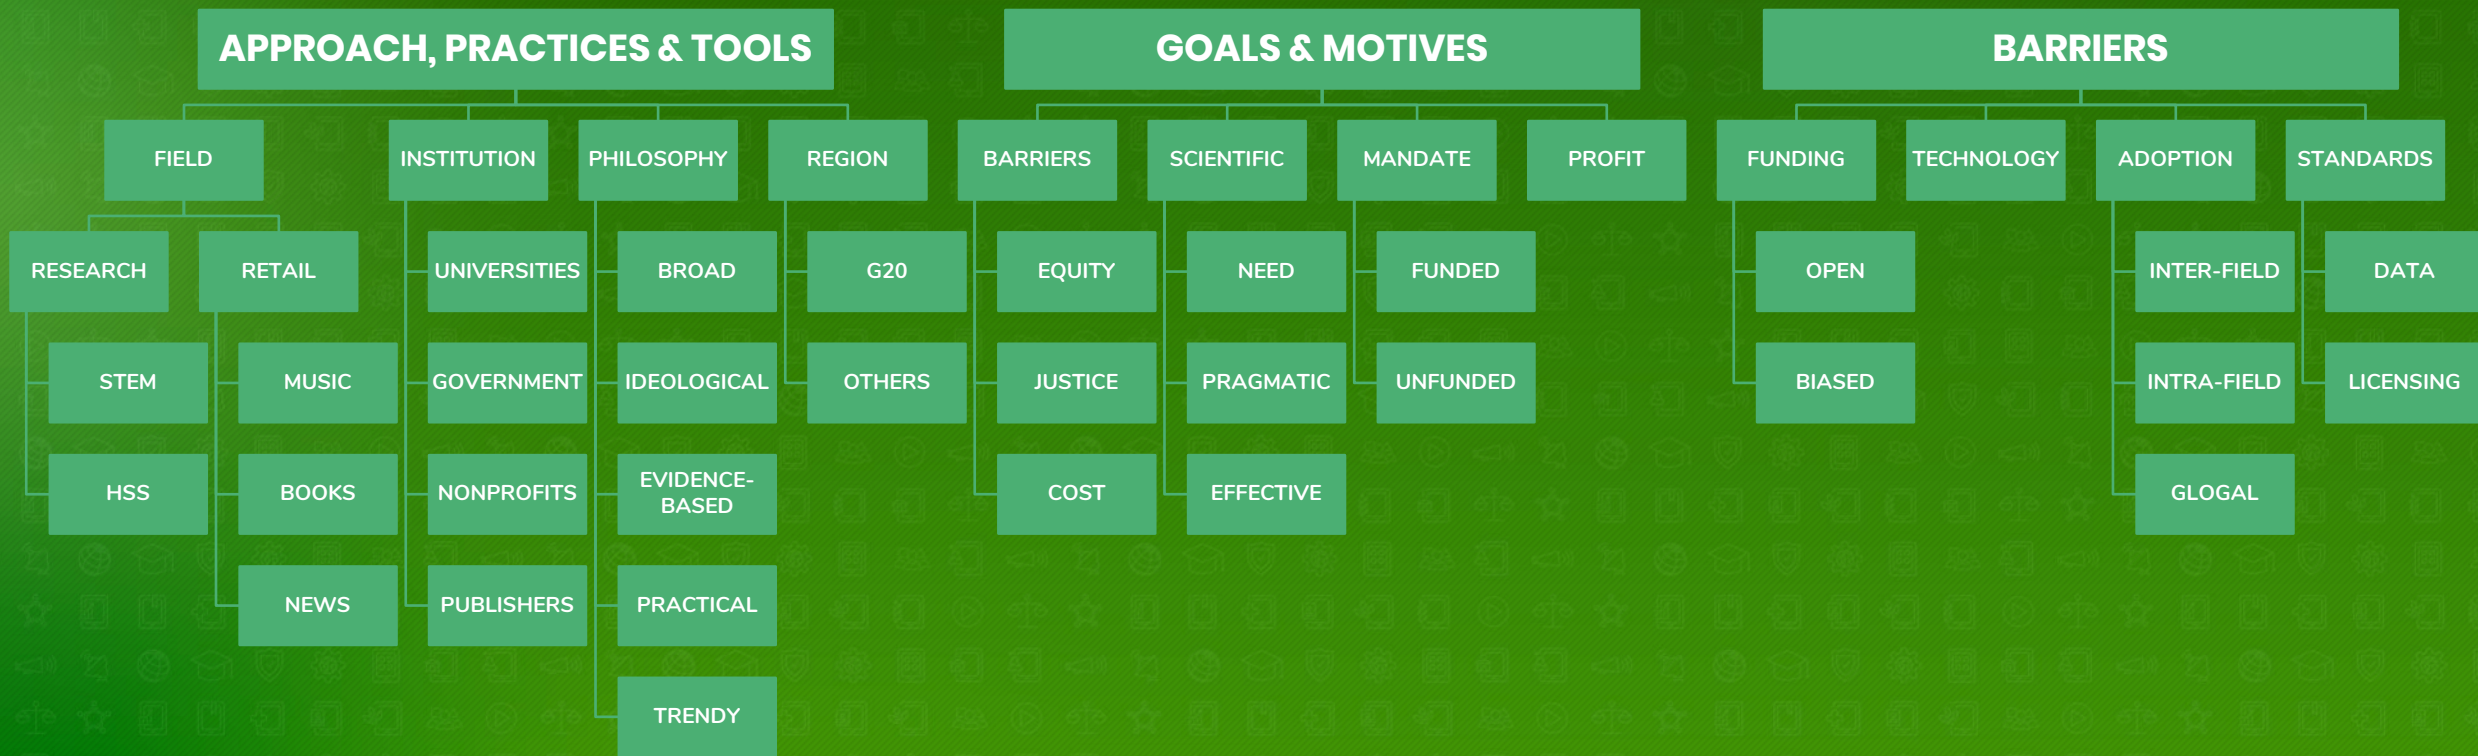 APPROACH, PRACTICES & TOOLS
GOALS & MOTIVES
BARRIERS
FIELD
INSTITUTION
PHILOSOPHY
REGION
BARRIERS
SCIENTIFIC
MANDATE
PROFIT
FUNDING
TECHNOLOGY
ADOPTION
STANDARDS
RESEARCH
RETAIL
UNIVERSITIES
BROAD
G20
EQUITY
NEED
FUNDED
OPEN
INTER-FIELD
DATA
STEM
MUSIC
GOVERNMENT
IDEOLOGICAL
OTHERS
JUSTICE
PRAGMATIC
UNFUNDED
BIASED
INTRA-FIELD
LICENSING
HSS
BOOKS
NONPROFITS
EVIDENCE-
BASED
COST
EFFECTIVE
GLOGAL
NEWS
PUBLISHERS
PRACTICAL
TRENDY